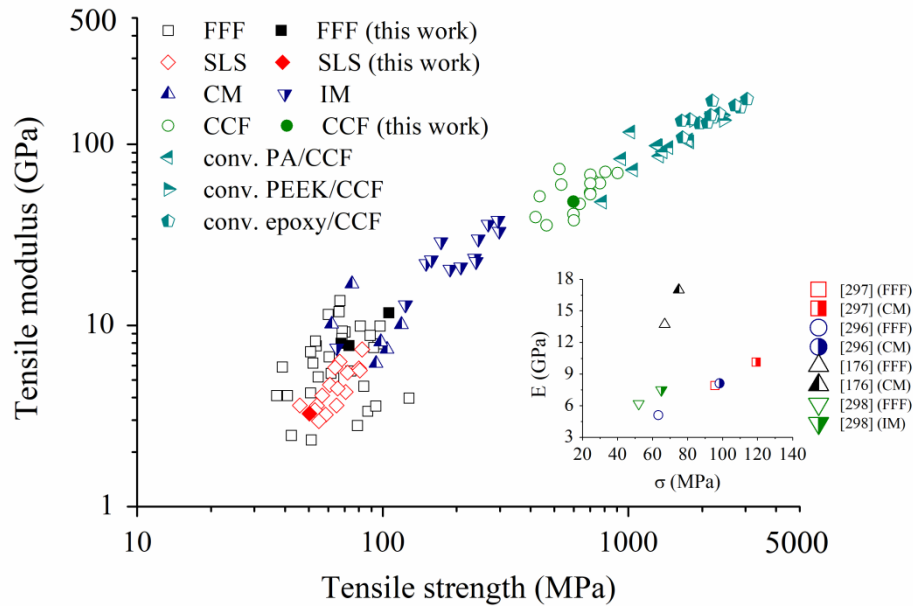 500
100
10
1
Tensile modulus (GPa)
FFF FFF (this work)
SLS SLS (this work)
CM IM
CCF CCF (this work)
conv. PA/CCF
conv. PEEK/CCF
conv. epoxy/CCF
18
15
12
9
6
3
E (GPa)
20 40 60 80 100 120 140
σ (MPa)
[297] (FFF)
[297] (CM)
[296] (FFF)
[296] (CM)
[176] (FFF)
[176] (CM)
[298] (FFF)
[298] (IM)
10 100 1000 5000
Tensile strength (MPa)